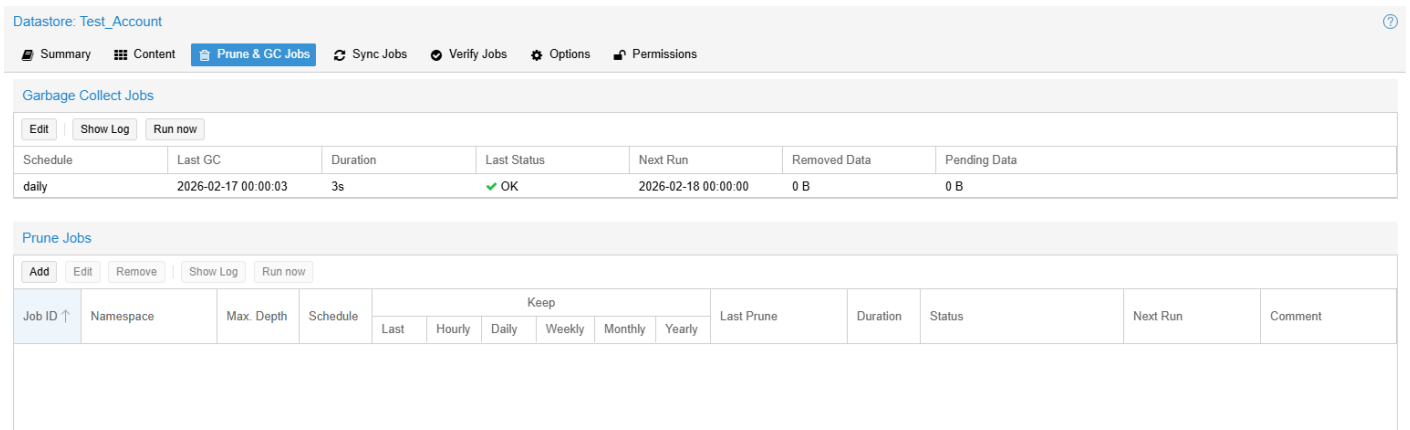 Datastore: Test_Account
Summary Content Prune & GC Jobs Sync Jobs Verify Jobs Options Permissions
Garbage Collect Jobs
Edit Show Log Run now
Schedule Last GC Duration Last Status Next Run Removed Data Pending Data
daily 2026-02-17 00:00:03 3s OK 2026-02-18 00:00:00 0 B 0 B
Prune Jobs
Add Edit Remove Show Log Run now
Keep
Job ID Namespace Max. Depth Schedule Last Prune Duration Status Next Run Comment
Last Hourly Daily Weekly Monthly Yearly